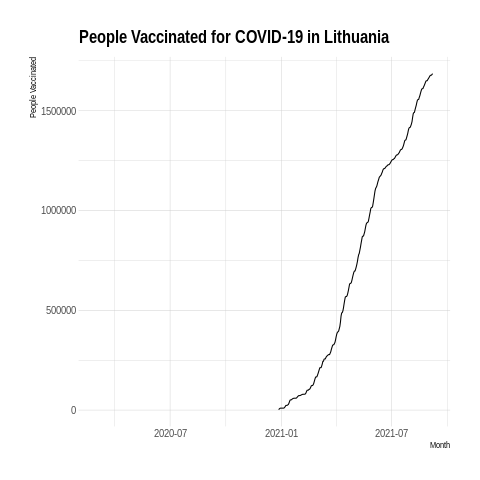 People Vaccinated for COVID-19 in Lithuania
People Vaccinated
1500000
1000000
500000
0
2020-07 2021-01 2021-07
Month